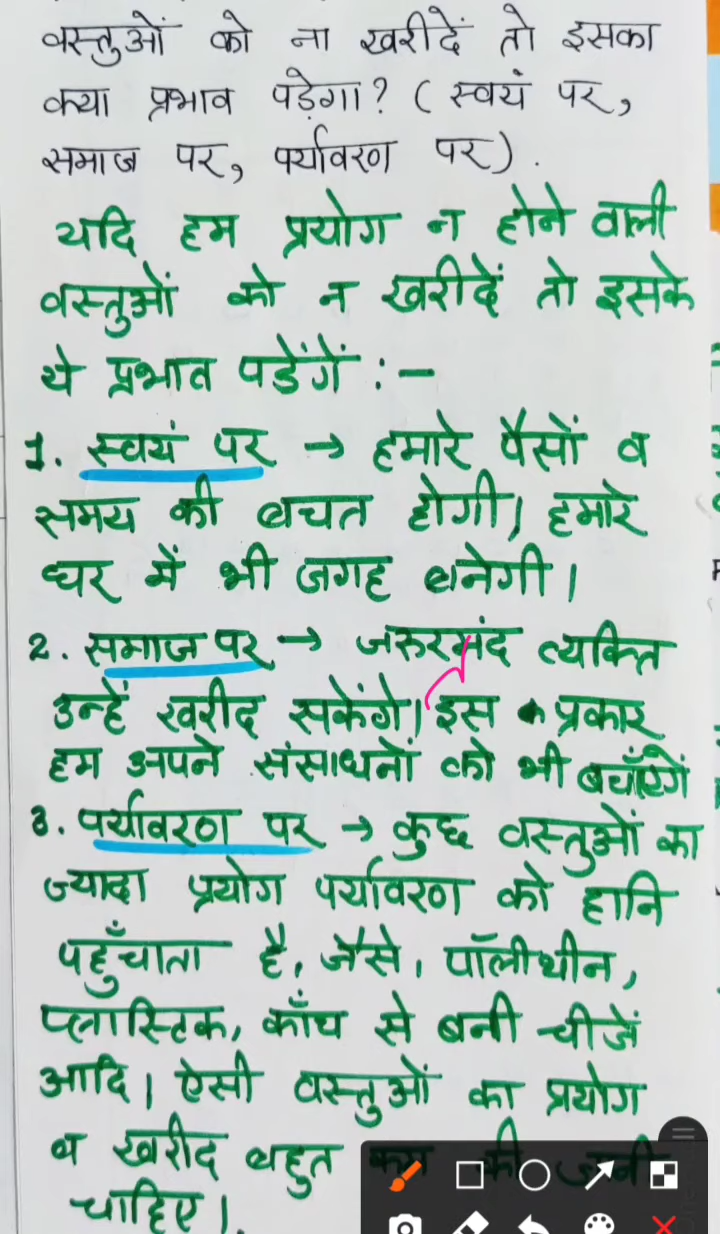 वस्तुओं को ना खरीदें तो इसका
क्या प्रभाव पड़ेगा? (स्वयं पर,
समाज पर, पर्यावरण पर).
यदि हम प्रयोग न होने वाली
वस्तुओं को न खरीदें तो इसके
ये प्रभाव पडेंगें :-
1. स्वयं पर → हमारे पैसों व
समय की बचत होगी, हमारे
घर में भी जगह बनेगी।
2. समाज पर → जरूरतमंद व्यक्ति
उन्हें खरीद सकेंगे। इस प्रकार
हम अपने संसाधनों को भी बचाँएगें
3. पर्यावरण पर → कुछ वस्तुओं का
ज्यादा प्रयोग पर्यावरण को हानि
पहुँचाता है, जैसे, पॉलीथीन,
प्लास्टिक, काँच से बनी चीजें
आदि। ऐसी वस्तुओं का प्रयोग
व खरीद बहुत कम की जानी
चाहिए।